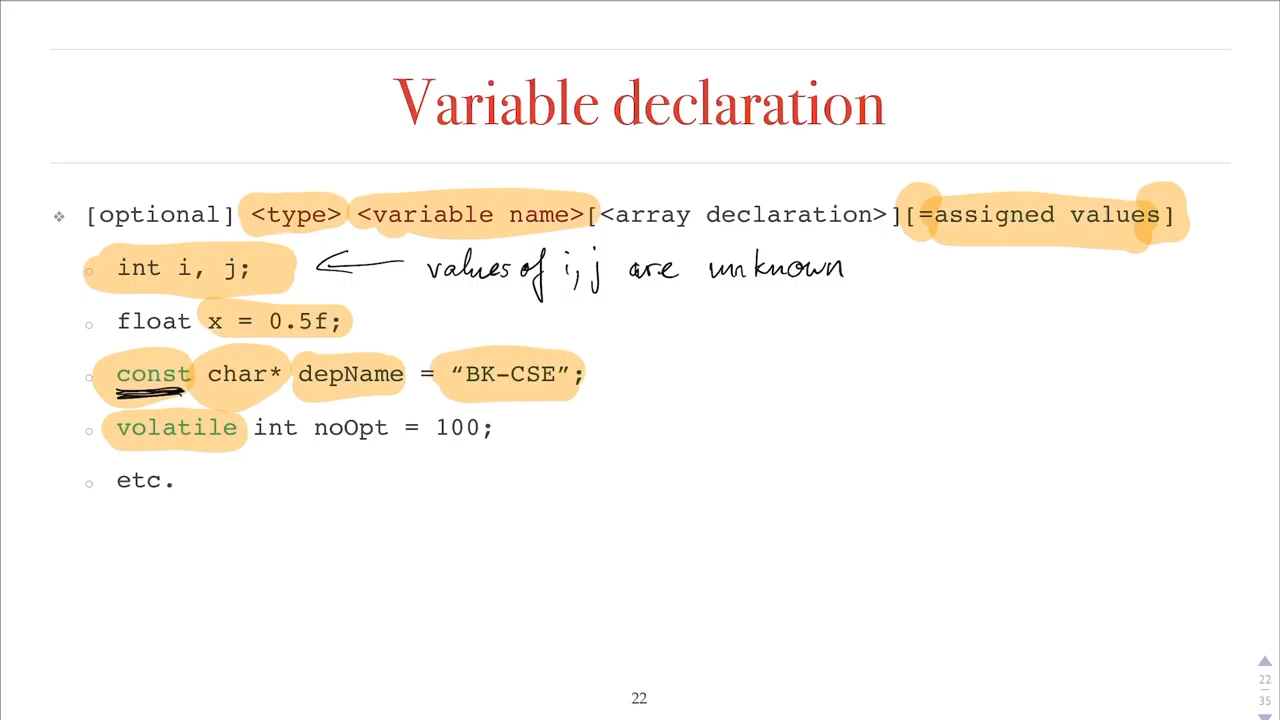 Variable declaration
❖ [optional] <type> <variable name>[<array declaration>][=assigned values]
○ int i, j; ← values of i, j are unknown
○ float x = 0.5f;
○ const char* depName = “BK-CSE”;
○ volatile int noOpt = 100;
○ etc.
22
22
35